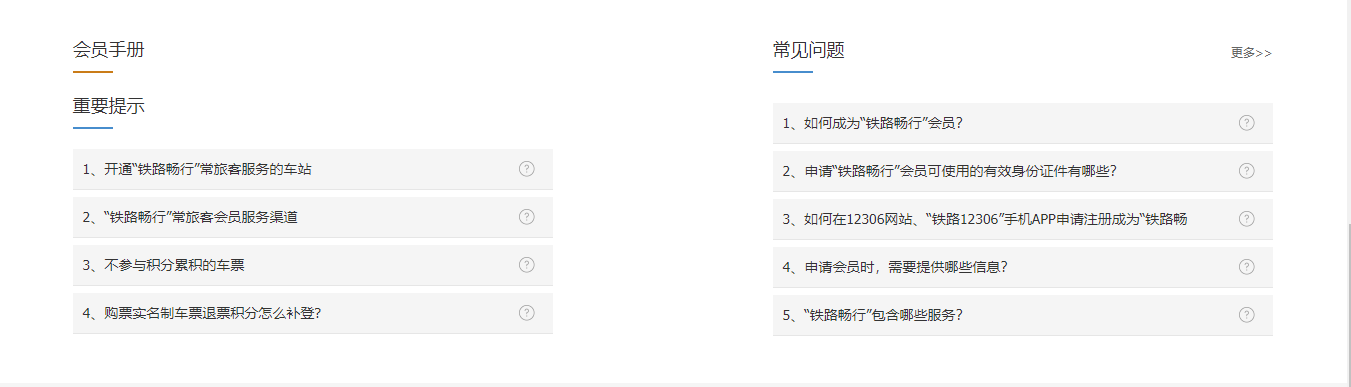 会员手册
重要提示
1、开通“铁路畅行”常旅客服务的车站
2、“铁路畅行”常旅客会员服务渠道
3、不参与积分累积的车票
4、购票实名制车票退票积分怎么补登?
常见问题
更多>>
1、如何成为“铁路畅行”会员?
2、申请“铁路畅行”会员可使用的有效身份证件有哪些?
3、如何在12306网站、“铁路12306”手机APP申请注册成为“铁路畅
4、申请会员时，需要提供哪些信息?
5、“铁路畅行”包含哪些服务?